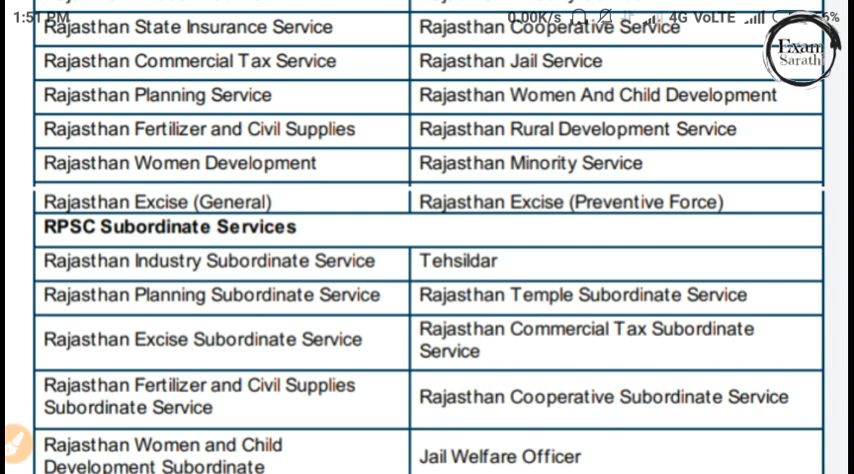 1:51 PM 0.00K/s 4G VoLTE
Rajasthan State Insurance Service Rajasthan Cooperative Service
Exam
Sarathi
Rajasthan Commercial Tax Service Rajasthan Jail Service
Rajasthan Planning Service Rajasthan Women And Child Development
Rajasthan Fertilizer and Civil Supplies Rajasthan Rural Development Service
Rajasthan Women Development Rajasthan Minority Service
Rajasthan Excise (General) Rajasthan Excise (Preventive Force)
RPSC Subordinate Services
Rajasthan Industry Subordinate Service Tehsildar
Rajasthan Planning Subordinate Service Rajasthan Temple Subordinate Service
Rajasthan Excise Subordinate Service
Rajasthan Commercial Tax Subordinate
Service
Rajasthan Fertilizer and Civil Supplies
Subordinate Service
Rajasthan Cooperative Subordinate Service
Rajasthan Women and Child
Development Subordinate
Jail Welfare Officer